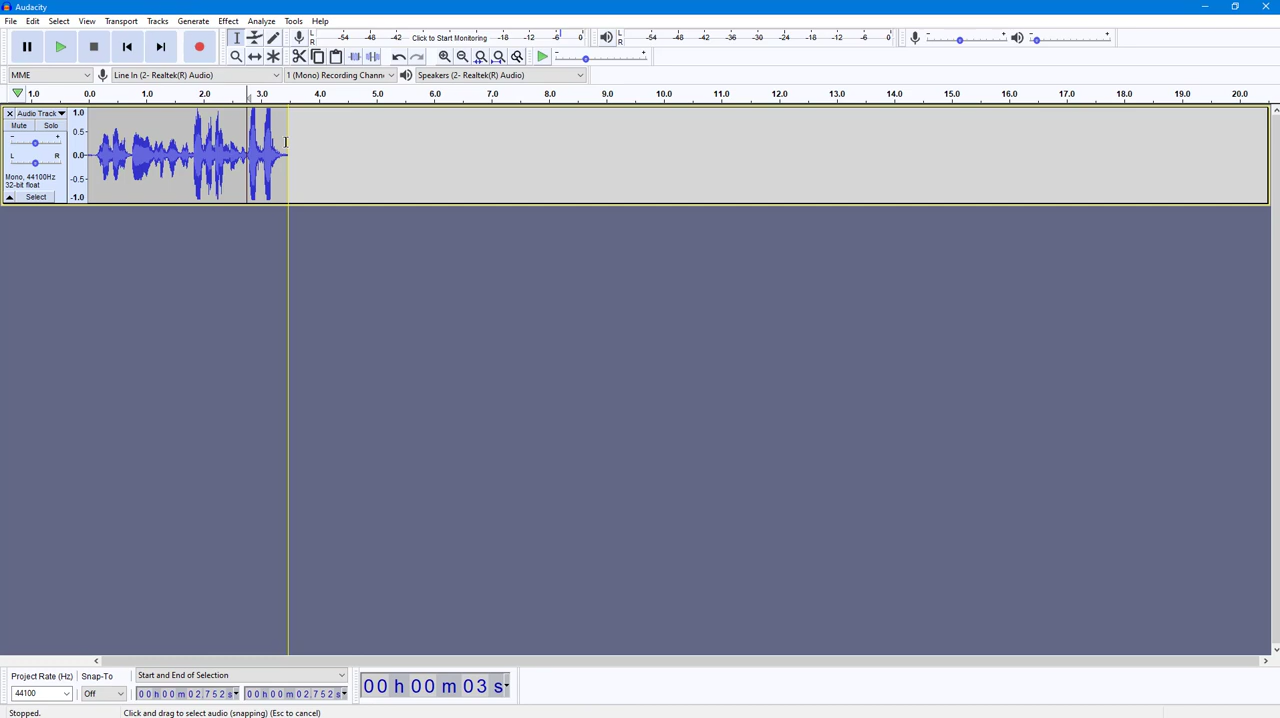 Audacity
File Edit Select View Transport Tracks Generate Effect Analyze Tools Help
L R -54 -48 -42 Click to Start Monitoring -18 -12 -6 0 L R -54 -48 -42 -36 -30 -24 -18 -12 -6 0
MME Line In (2- Realtek(R) Audio) 1 (Mono) Recording Chann Speakers (2- Realtek(R) Audio)
1.0 0.0 1.0 2.0 3.0 4.0 5.0 6.0 7.0 8.0 9.0 10.0 11.0 12.0 13.0 14.0 15.0 16.0 17.0 18.0 19.0 20.0
Audio Track 1.0
Mute Solo 0.5
- +
L R 0.0
Mono, 44100Hz -0.5
32-bit float
Select -1.0
Project Rate (Hz) Snap-To Start and End of Selection
44100 Off 00h00m02.752s 00h00m02.752s 00h00m03s
Stopped. Click and drag to select audio (snapping) (Esc to cancel)